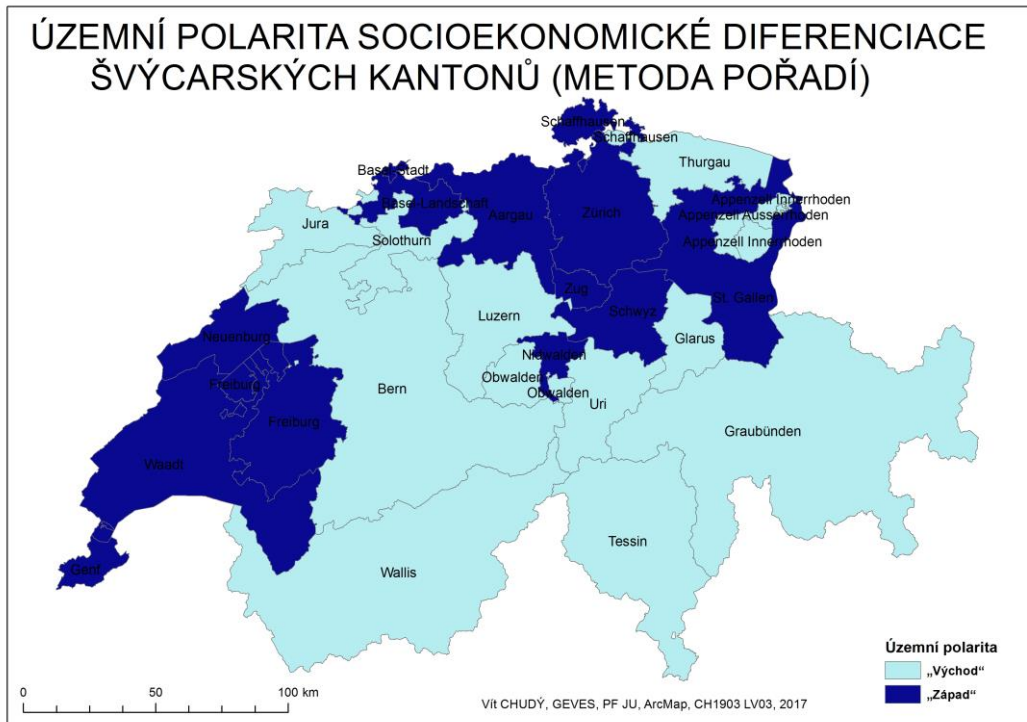 ÚZEMNÍ POLARITA SOCIOEKONOMICKÉ DIFERENCIACE
ŠVÝCARSKÝCH KANTONŮ (METODA POŘADÍ)
Schaffhausen
Schaffhausen
Thurgau
Basel-Stadt
Basel-Landschaft
Aargau
Zürich
Appenzell Innerrhoden
Appenzell Ausserrhoden
Appenzell Innerrhoden
Jura
Solothurn
Zug
St. Gallen
Luzern
Schwyz
Neuenburg
Glarus
Nidwalden
Freiburg
Bern
Obwalden
Obwalden
Uri
Freiburg
Graubünden
Waadt
Tessin
Genf
Wallis
Územní polarita
„Východ“
„Západ“
0 50 100 km
Vít CHUDÝ, GEVES, PF JU, ArcMap, CH1903 LV03, 2017